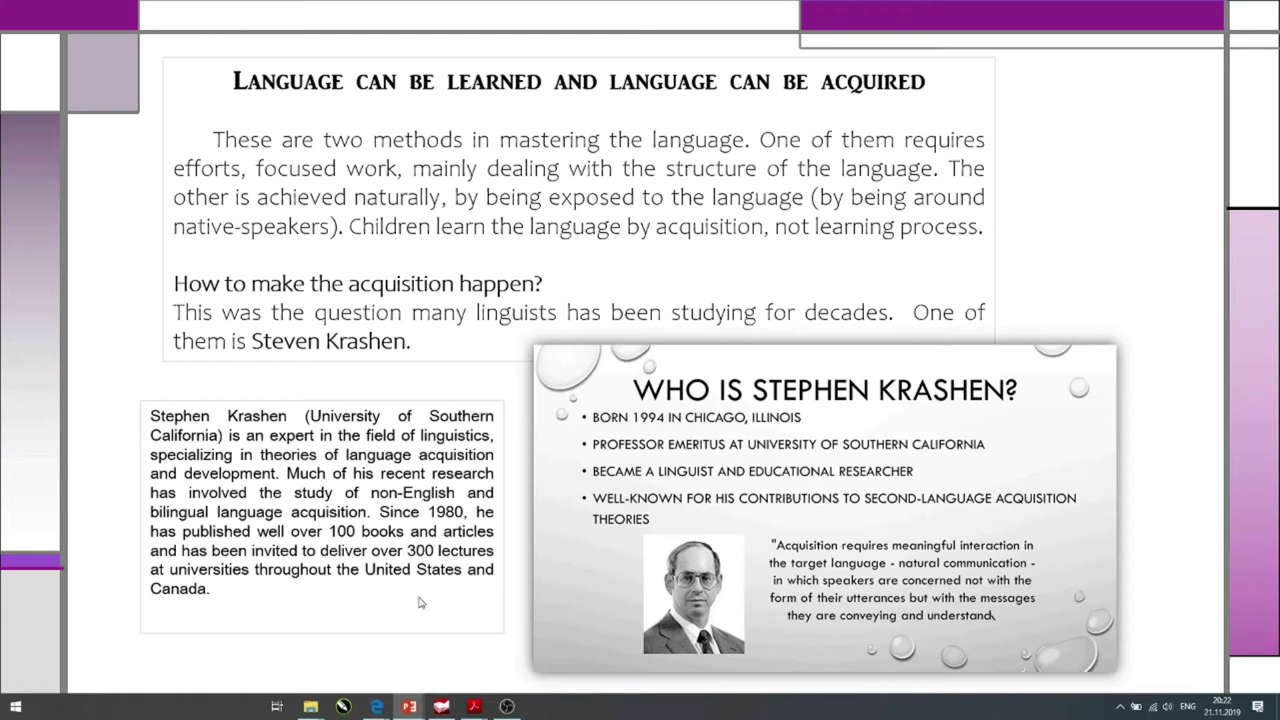 LANGUAGE CAN BE LEARNED AND LANGUAGE CAN BE ACQUIRED
These are two methods in mastering the language. One of them requires
efforts, focused work, mainly dealing with the structure of the language. The
other is achieved naturally, by being exposed to the language (by being around
native-speakers). Children learn the language by acquisition, not learning process.
How to make the acquisition happen?
This was the question many linguists has been studying for decades. One of
them is Steven Krashen.
Stephen Krashen (University of Southern
California) is an expert in the field of linguistics,
specializing in theories of language acquisition
and development. Much of his recent research
has involved the study of non-English and
bilingual language acquisition. Since 1980, he
has published well over 100 books and articles
and has been invited to deliver over 300 lectures
at universities throughout the United States and
Canada.
WHO IS STEPHEN KRASHEN?
• BORN 1994 IN CHICAGO, ILLINOIS
• PROFESSOR EMERITUS AT UNIVERSITY OF SOUTHERN CALIFORNIA
• BECAME A LINGUIST AND EDUCATIONAL RESEARCHER
• WELL-KNOWN FOR HIS CONTRIBUTIONS TO SECOND-LANGUAGE ACQUISITION
THEORIES
"Acquisition requires meaningful interaction in
the target language - natural communication -
in which speakers are concerned not with the
form of their utterances but with the messages
they are conveying and understand.
ENG
20:22
21.11.2019